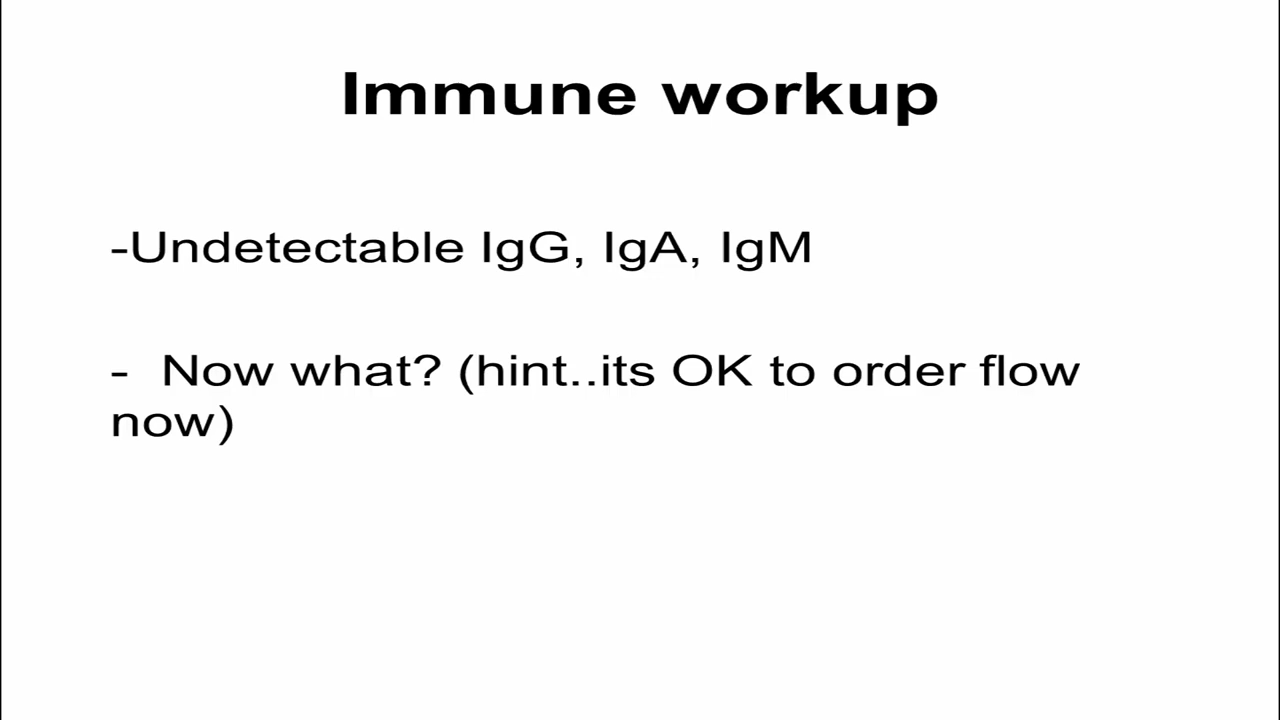 Immune workup
-Undetectable IgG, IgA, IgM
- Now what? (hint..its OK to order flow
now)